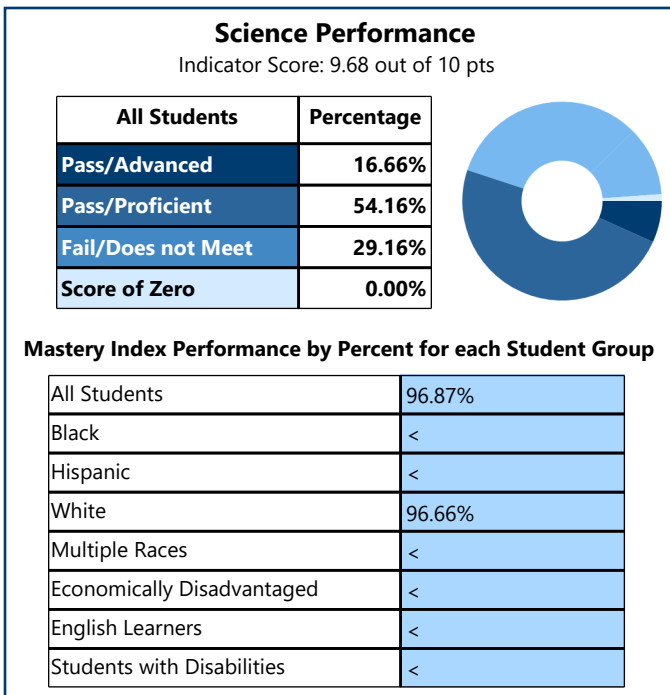 Science Performance
Indicator Score: 9.68 out of 10 pts
All Students Percentage
Pass/Advanced 16.66%
Pass/Proficient 54.16%
Fail/Does not Meet 29.16%
Score of Zero 0.00%
Mastery Index Performance by Percent for each Student Group
All Students 96.87%
Black <
Hispanic <
White 96.66%
Multiple Races <
Economically Disadvantaged <
English Learners <
Students with Disabilities <